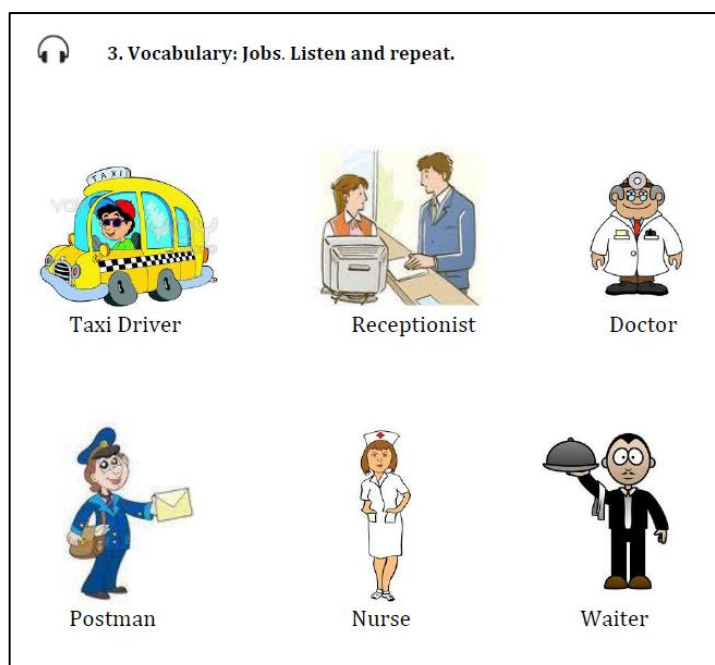 3. Vocabulary: Jobs. Listen and repeat.
TAXI
Taxi Driver
Receptionist
Doctor
Postman
Nurse
Waiter